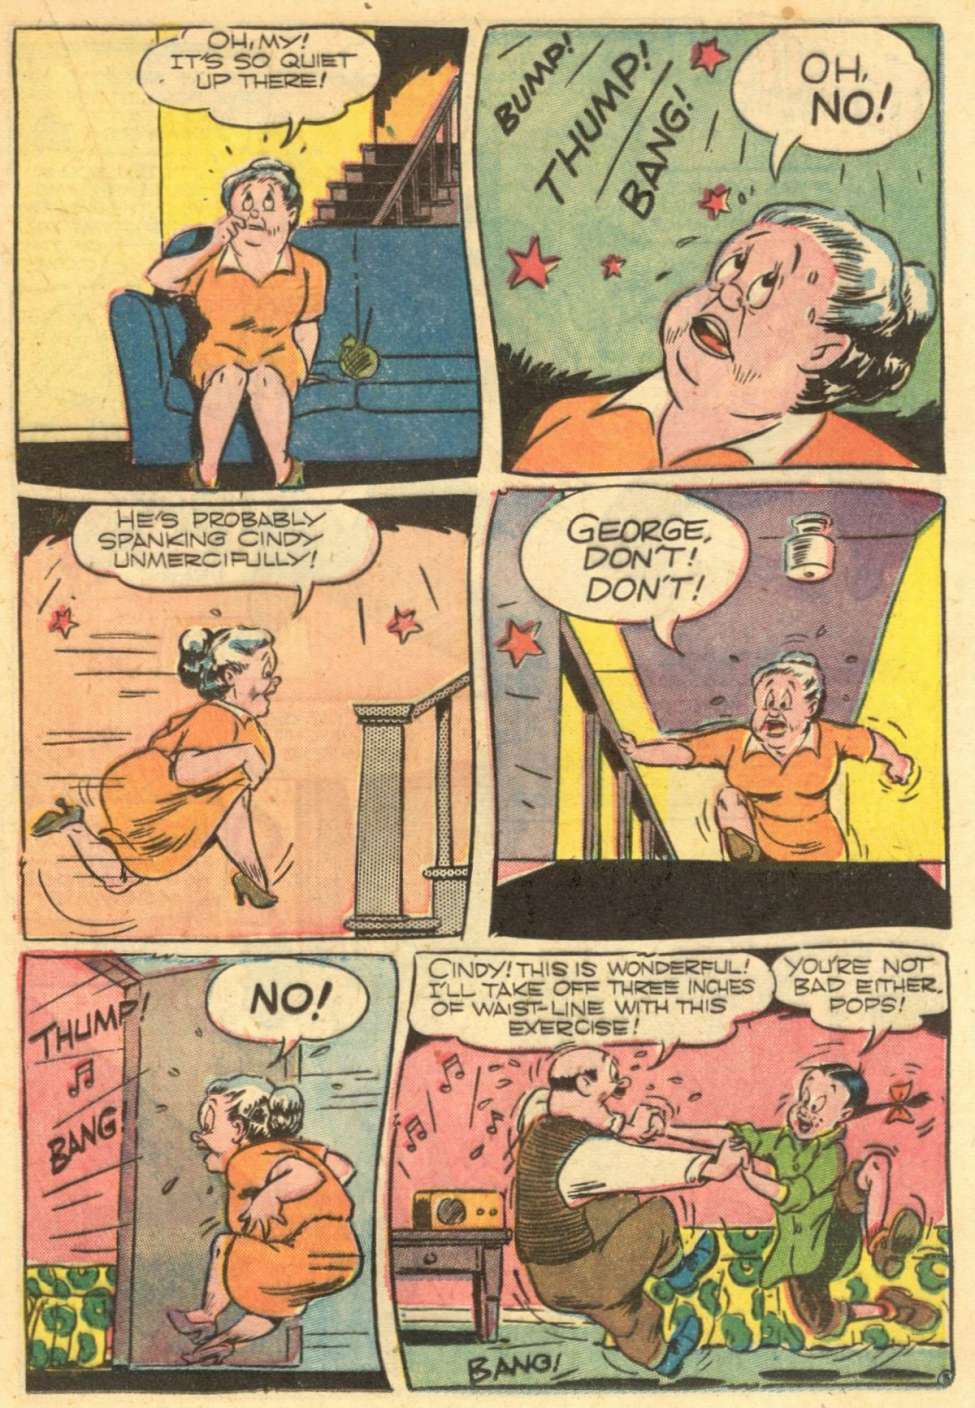 OH, MY!
IT'S SO QUIET
UP THERE!
BUMP!
THUMP!
BANG!
OH,
NO!
HE'S PROBABLY
SPANKING CINDY
UNMERCIFULLY!
GEORGE,
DON'T!
DON'T!
THUMP!
BANG!
NO!
CINDY! THIS IS WONDERFUL!
I'LL TAKE OFF THREE INCHES
OF WAIST-LINE WITH THIS
EXERCISE!
YOU'RE NOT
BAD EITHER,
POPS!
BANG!